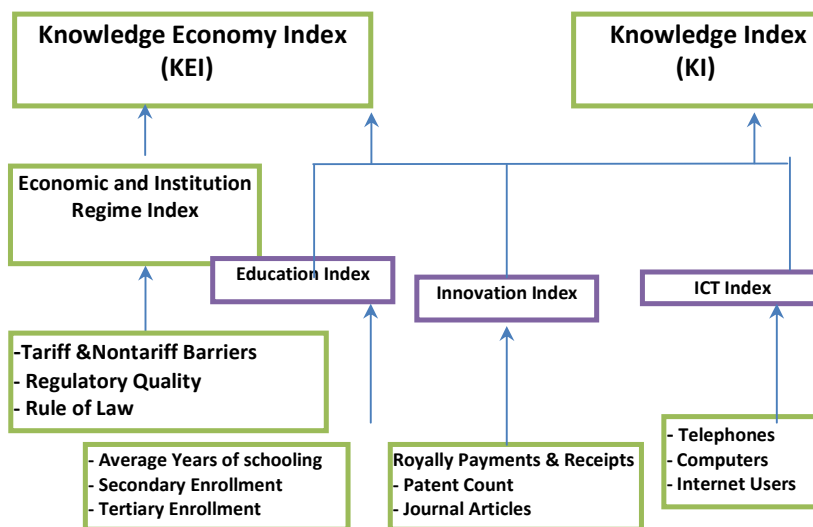 Knowledge Economy Index
(KEI)
Knowledge Index
(KI)
Economic and Institution
Regime Index
Education Index
Innovation Index
ICT Index
-Tariff &Nontariff Barriers
- Regulatory Quality
- Rule of Law
- Average Years of schooling
- Secondary Enrollment
- Tertiary Enrollment
Royally Payments & Receipts
- Patent Count
- Journal Articles
- Telephones
- Computers
- Internet Users